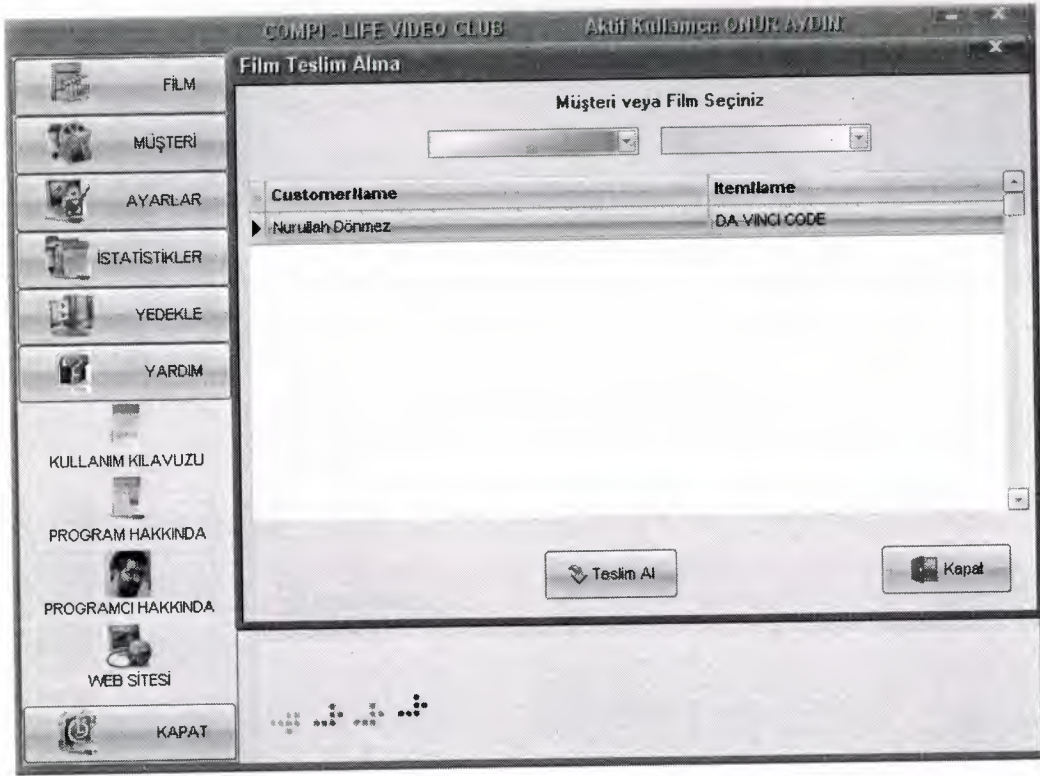 COMPI - LIFE VIDEO CLUB Aktif Kullanıcı: ONUR AYDIN
FİLM
MÜŞTERİ
AYARLAR
İSTATİSTİKLER
YEDEKLE
YARDIM
KULLANIM KILAVUZU
PROGRAM HAKKINDA
PROGRAMCI HAKKINDA
WEB SİTESİ
KAPAT
Film Teslim Alma
Müşteri veya Film Seçiniz
CustomerName ItemName
Nurullah Dönmez DA VINCI CODE
Teslim Al
Kapat